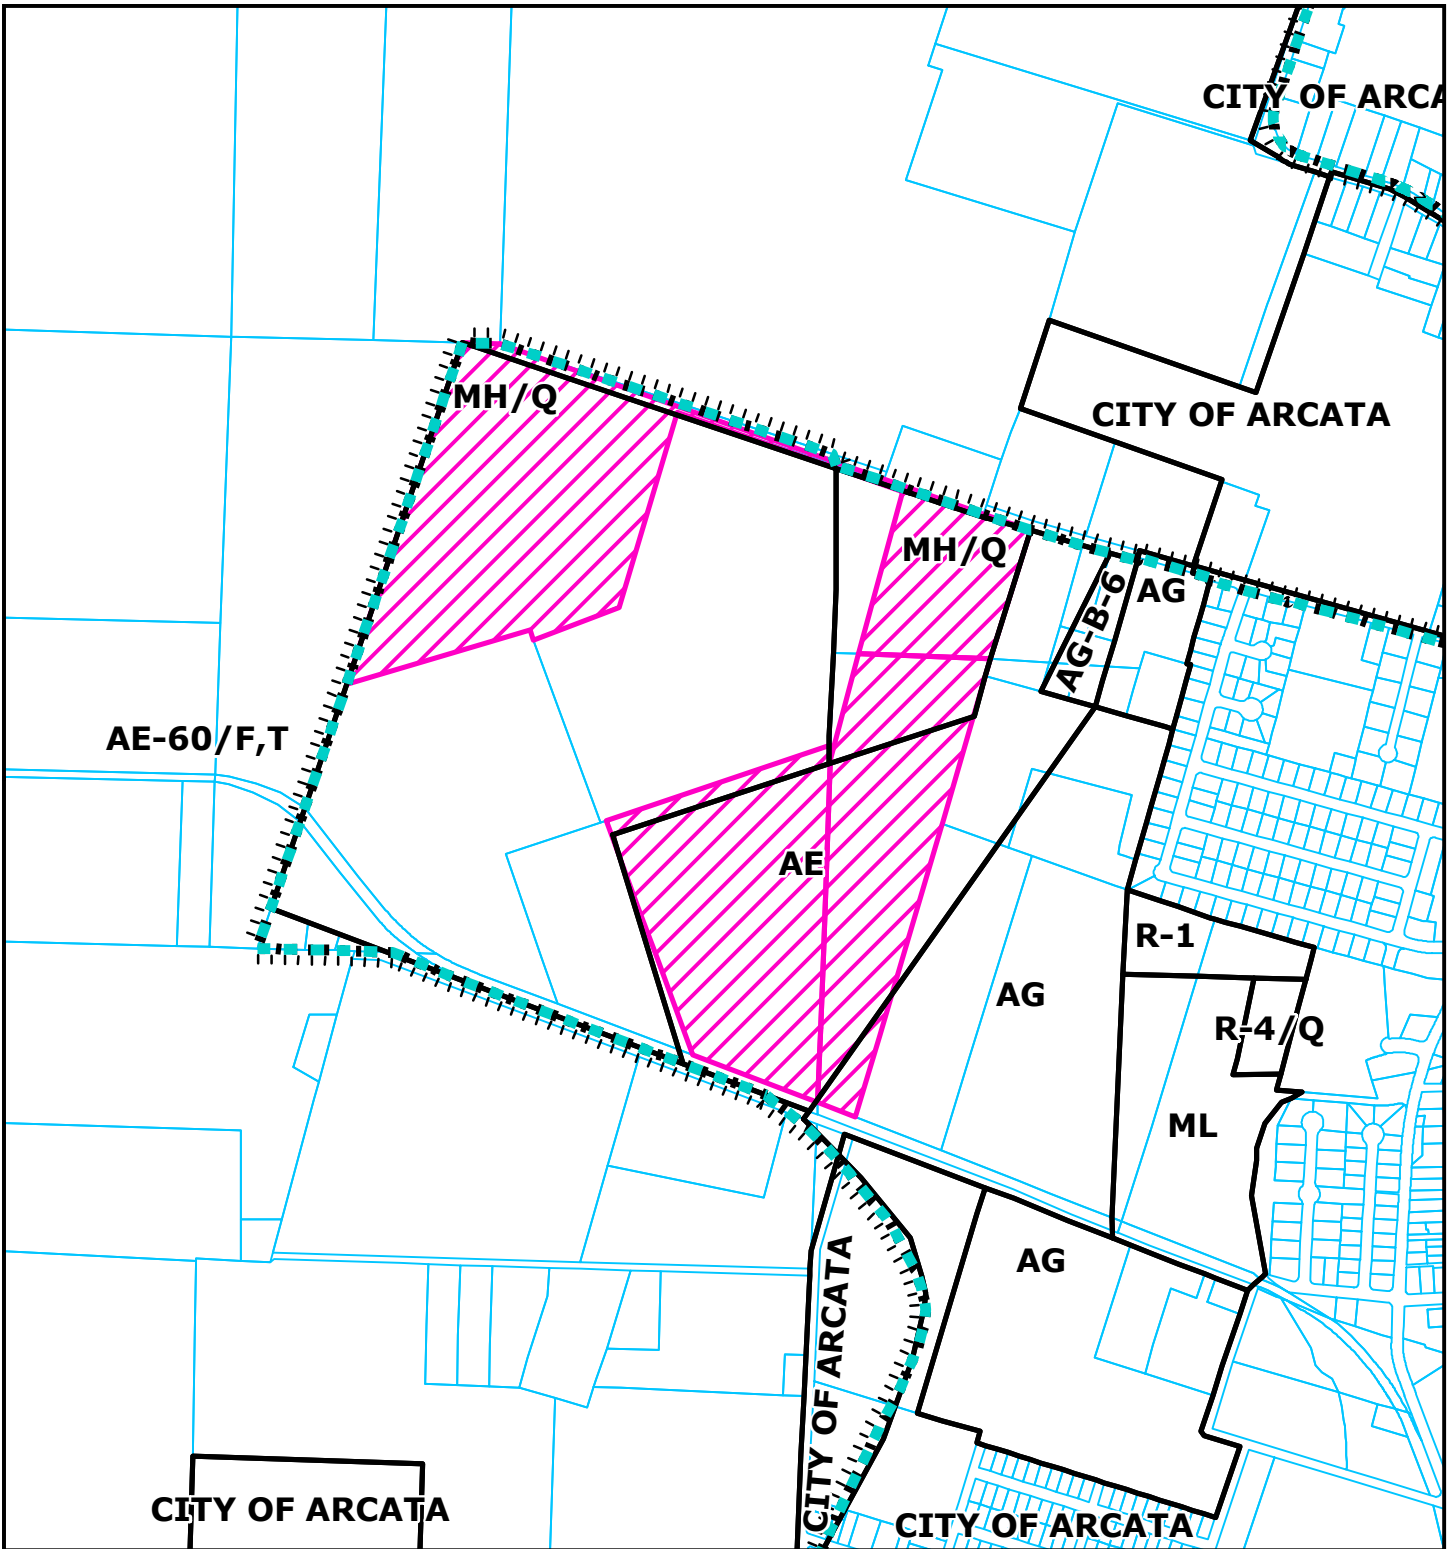 CITY OF ARCA
MH/Q
CITY OF ARCATA
MH/Q
AG
AG-B-6
AE-60/F,T
AE
R-1
AG
R-4/Q
ML
AG
CITY OF ARCATA
CITY OF ARCATA
CITY OF ARCATA